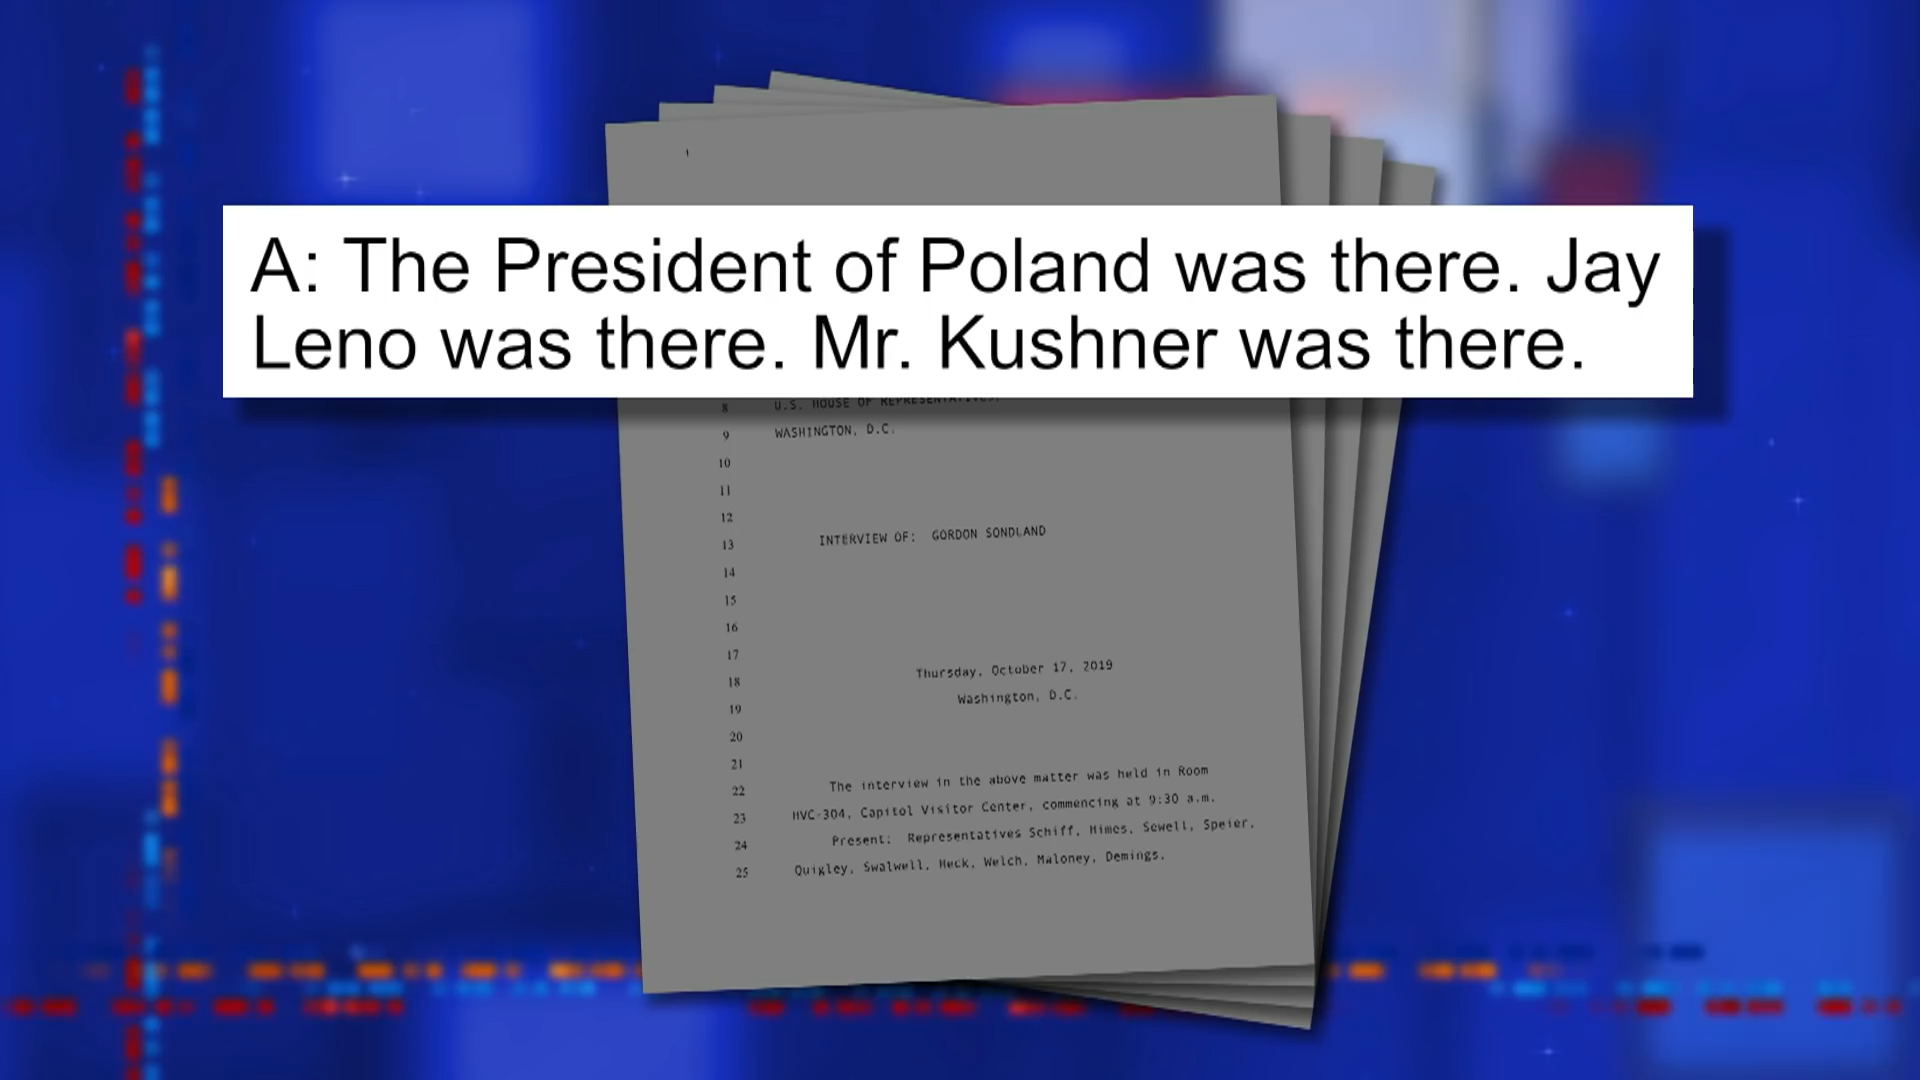 A: The President of Poland was there. Jay
Leno was there. Mr. Kushner was there.
8 U.S. HOUSE OF REPRESENTATIVES,
9 WASHINGTON, D.C.
10
11
12
13 INTERVIEW OF: GORDON SONDLAND
14
15
16
17
18 Thursday, October 17, 2019
19 Washington, D.C.
20
21
22 The interview in the above matter was held in Room
23 HVC-304, Capitol Visitor Center, commencing at 9:30 a.m.
24 Present: Representatives Schiff, Himes, Sewell, Speier,
25 Quigley, Swalwell, Heck, Welch, Maloney, Demings,